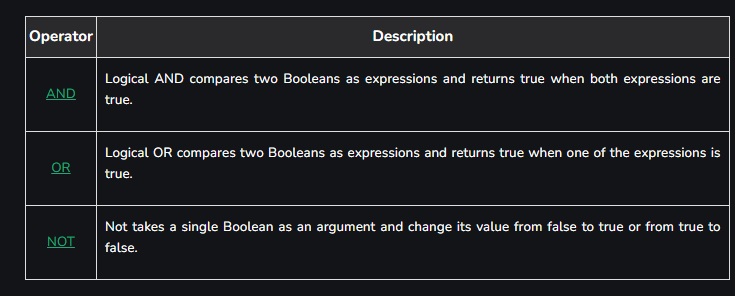 Operator Description
AND
Logical AND compares two Booleans as expressions and returns true when both expressions are
true.
OR
Logical OR compares two Booleans as expressions and returns true when one of the expressions is
true.
NOT
Not takes a single Boolean as an argument and change its value from false to true or from true to
false.